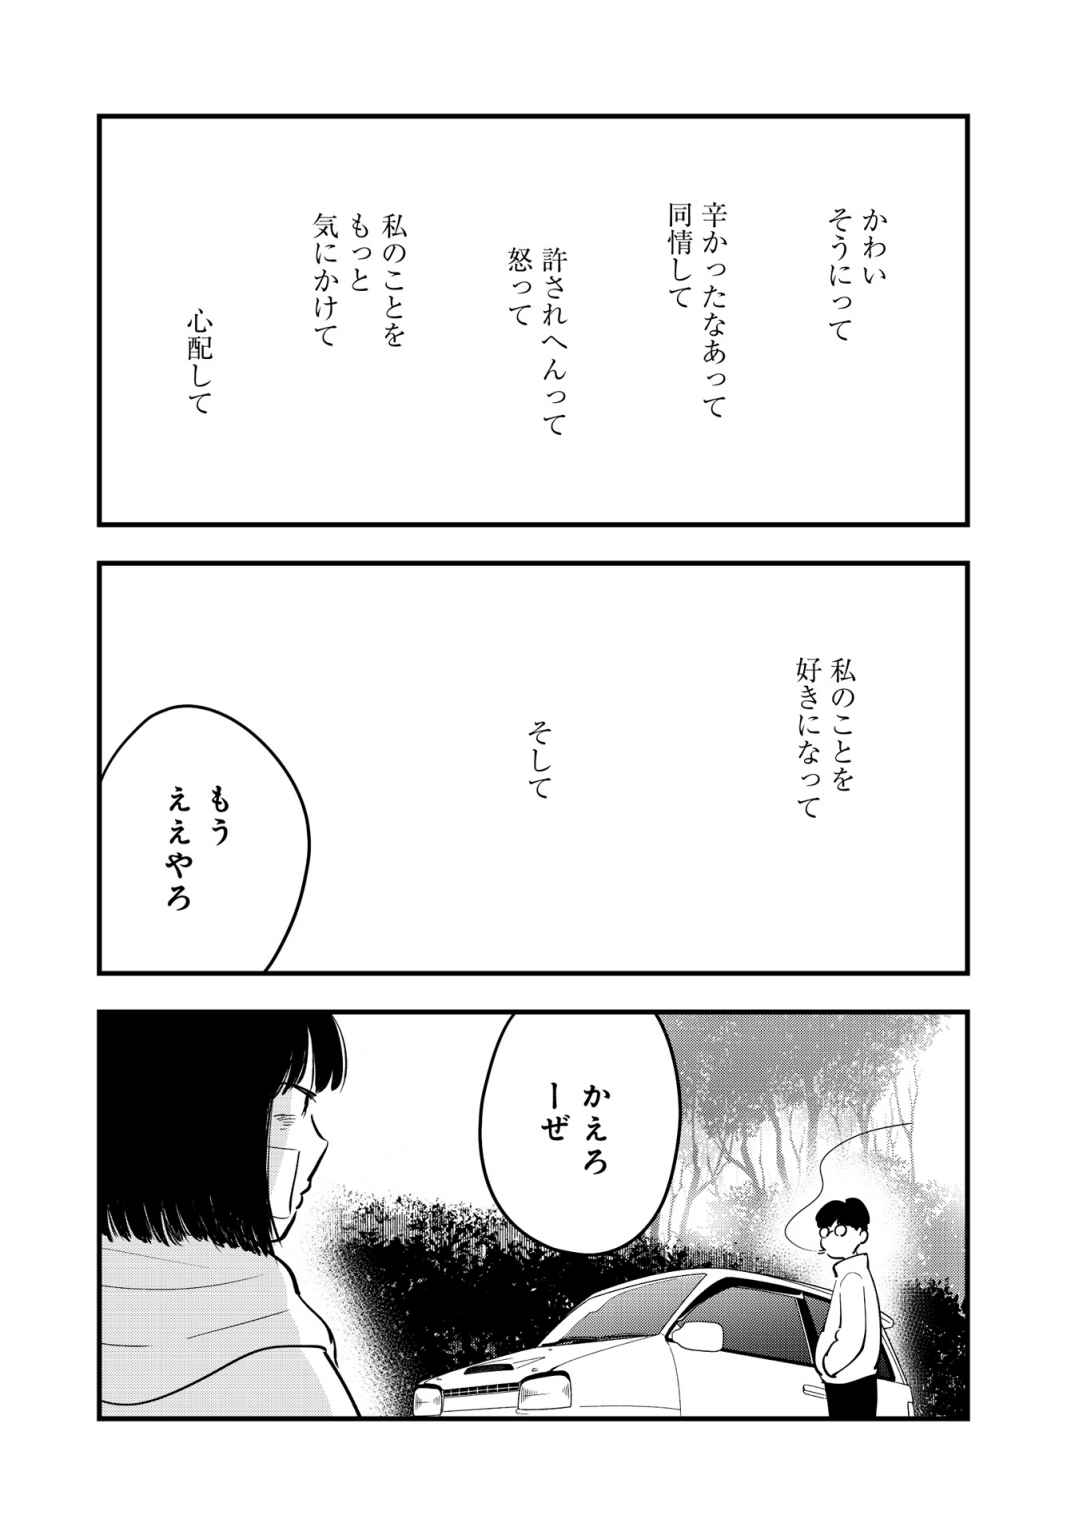 かわい
そうにって
辛かったなあって
同情して
許されへんって
怒って
私のことを
もっと
気にかけて
心配して
私のことを
好きになって
そして
もう
ええやろ
かえろ
ーぜ